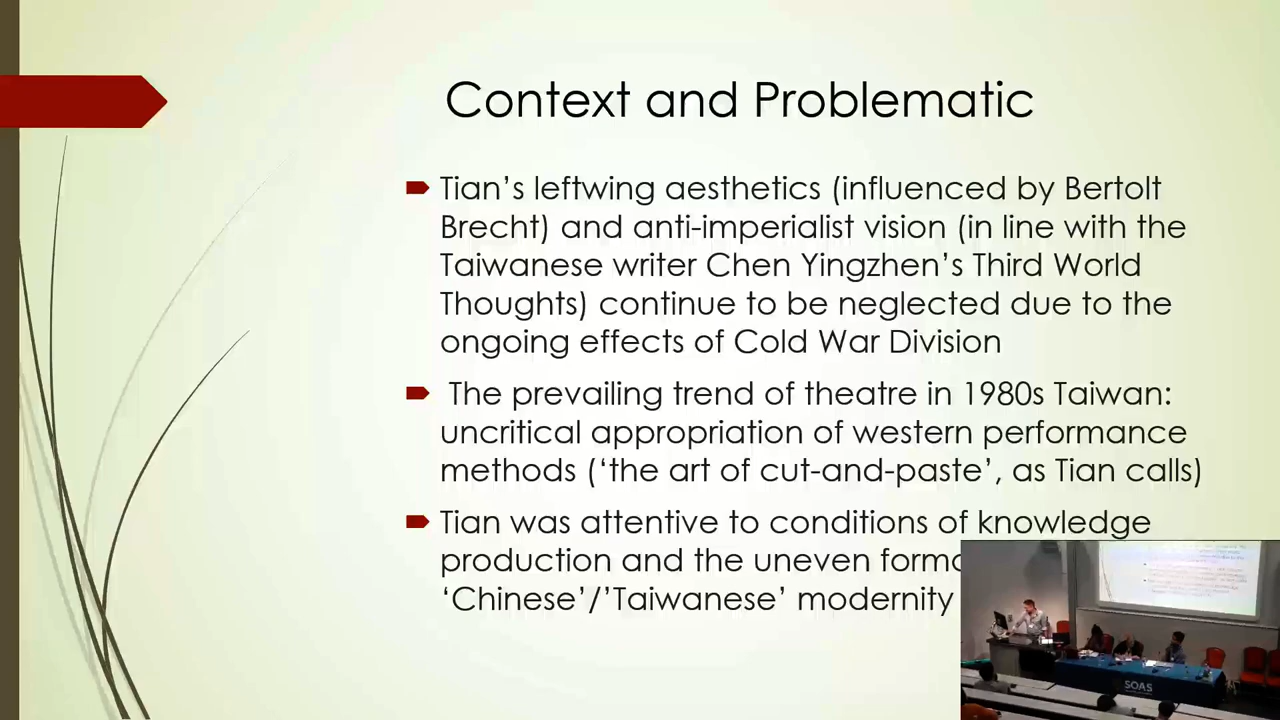 Context and Problematic
Tian’s leftwing aesthetics (influenced by Bertolt
Brecht) and anti-imperialist vision (in line with the
Taiwanese writer Chen Yingzhen’s Third World
Thoughts) continue to be neglected due to the
ongoing effects of Cold War Division
The prevailing trend of theatre in 1980s Taiwan:
uncritical appropriation of western performance
methods (‘the art of cut-and-paste’, as Tian calls)
Tian was attentive to conditions of knowledge
production and the uneven
‘Chinese’/’Taiwanese’ modernity
SOAS